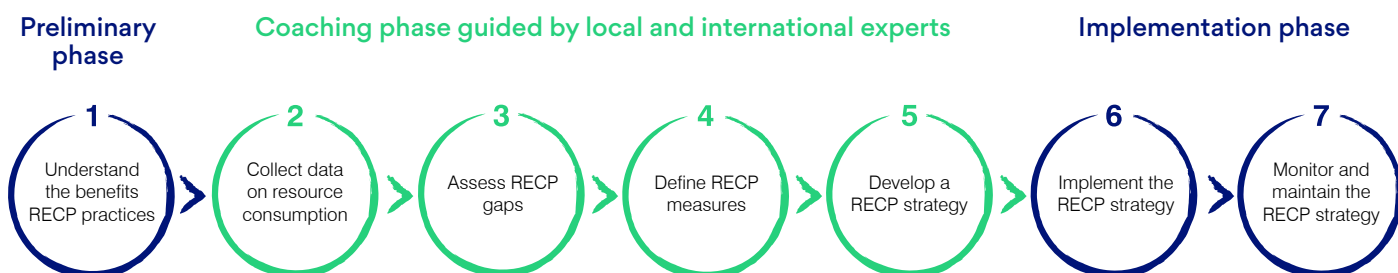 Preliminary
phase
Coaching phase guided by local and international experts
Implementation phase
1
Understand
the benefits
RECP practices
2
Collect data
on resource
consumption
3
Assess RECP
gaps
4
Define RECP
measures
5
Develop a
RECP strategy
6
Implement the
RECP strategy
7
Monitor and
maintain the
RECP strategy